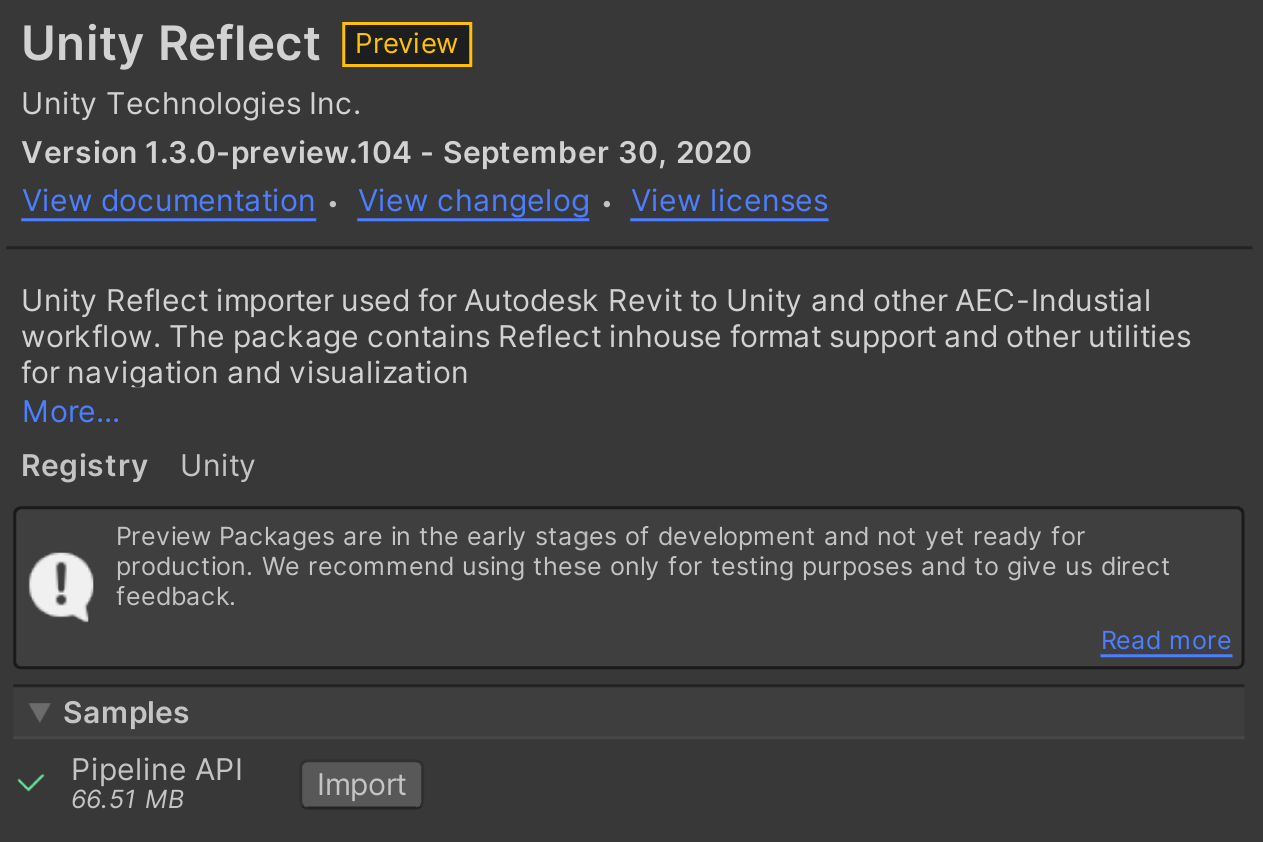 Unity Reflect Preview
Unity Technologies Inc.
Version 1.3.0-preview.104 - September 30, 2020
View documentation • View changelog • View licenses
Unity Reflect importer used for Autodesk Revit to Unity and other AEC-Industial
workflow. The package contains Reflect inhouse format support and other utilities
for navigation and visualization
More...
Registry Unity
Preview Packages are in the early stages of development and not yet ready for
production. We recommend using these only for testing purposes and to give us direct
feedback.
Read more
Samples
Pipeline API
66.51 MB
Import